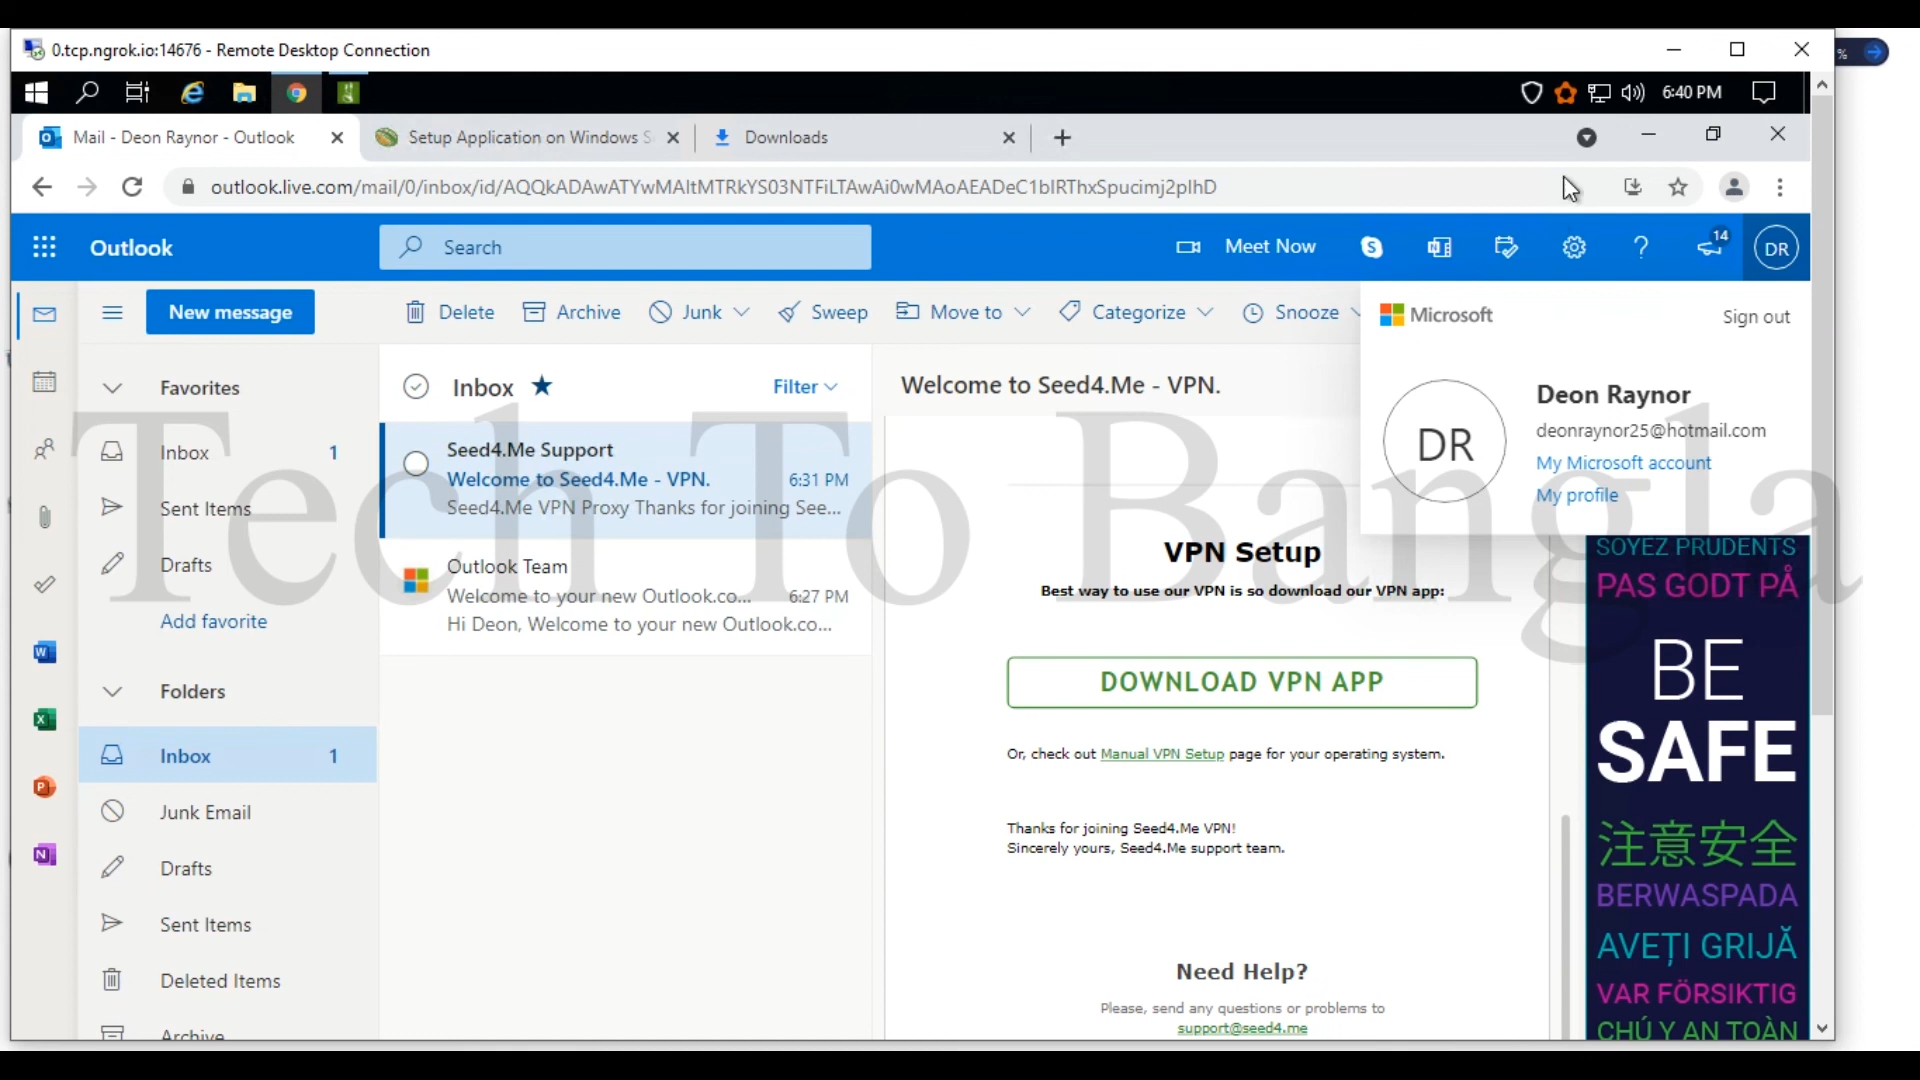 %
0.tcp.ngrok.io:14676 - Remote Desktop Connection
6:40 PM
Mail - Deon Raynor - Outlook
Setup Application on Windows S
Downloads
outlook.live.com/mail/0/inbox/id/
Outlook
Search
Meet Now
14
DR
New message
Delete
Archive
Junk
Sweep
Move to
Categorize
Snooze
Microsoft
Sign out
Deon Raynor
DR
deonraynor25@hotmail.com
My Microsoft account
My profile
Favorites
Inbox 1
Sent Items
Drafts
Add favorite
Folders
Inbox 1
Junk Email
Drafts
Sent Items
Deleted Items
Archive
Inbox
Filter
Seed4.Me Support
Welcome to Seed4.Me - VPN. 6:31 PM
Seed4.Me VPN Proxy Thanks for joining See...
Outlook Team
Welcome to your new Outlook.co... 6:27 PM
Hi Deon, Welcome to your new Outlook.co...
Welcome to Seed4.Me - VPN.
VPN Setup
Best way to use our VPN is so download our VPN app:
DOWNLOAD VPN APP
Or, check out Manual VPN Setup page for your operating system.
Thanks for joining Seed4.Me VPN!
Sincerely yours, Seed4.Me support team.
Need Help?
Please, send any questions or problems to
support@seed4.me
SOYEZ PRUDENTS
PAS GODT PÅ
BE
SAFE
注意安全
BERWASPADA
AVEȚI GRIJĂ
VAR FÖRSIKTIG
CHÚ Ý AN TOÀN
Tech To Bangla